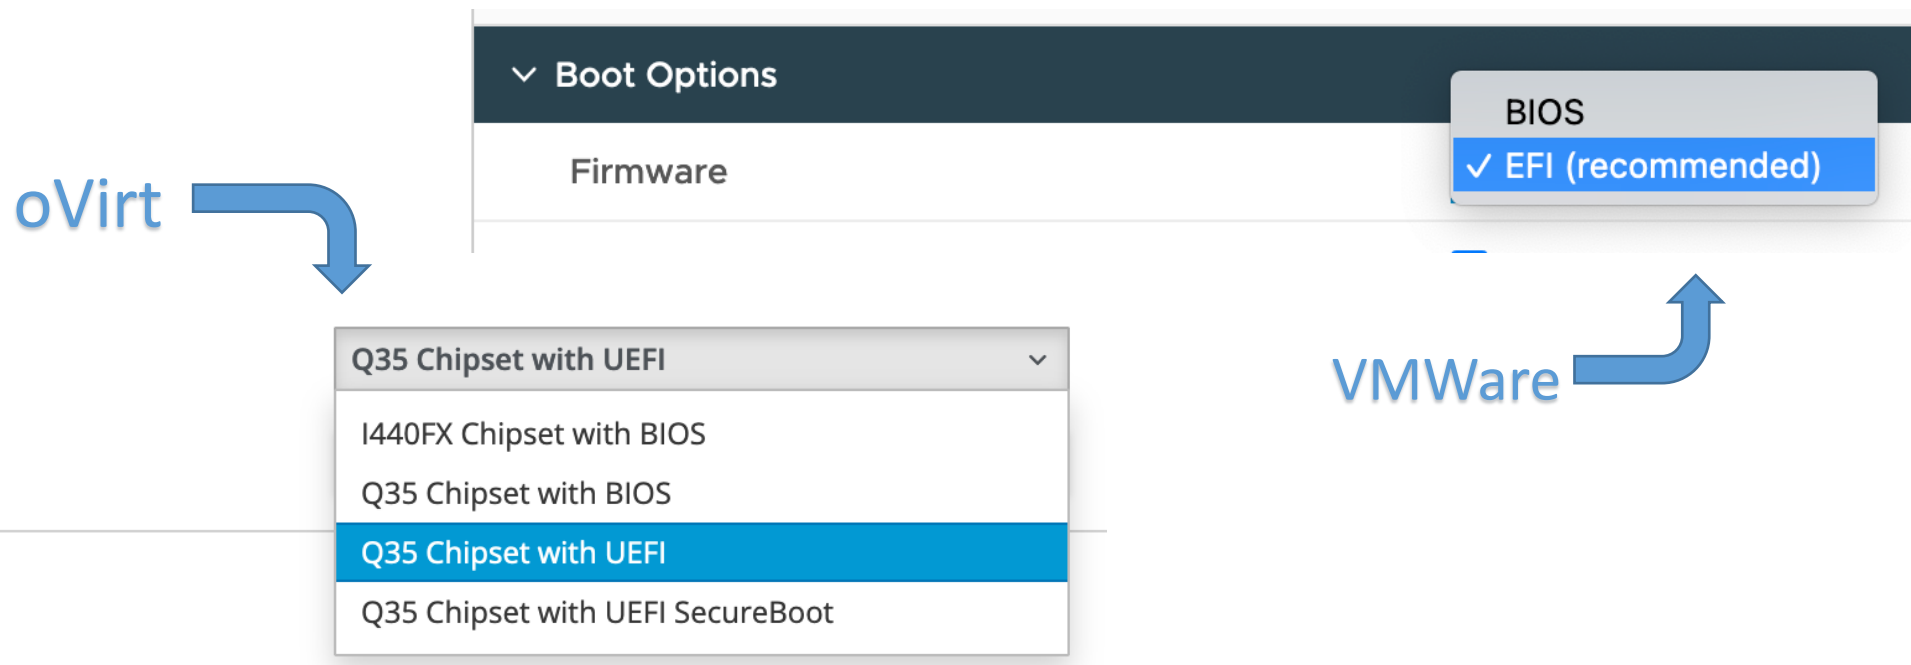 Boot Options
BIOS
Firmware
✓ EFI (recommended)
oVirt
Q35 Chipset with UEFI
VMWare
I440FX Chipset with BIOS
Q35 Chipset with BIOS
Q35 Chipset with UEFI
Q35 Chipset with UEFI SecureBoot